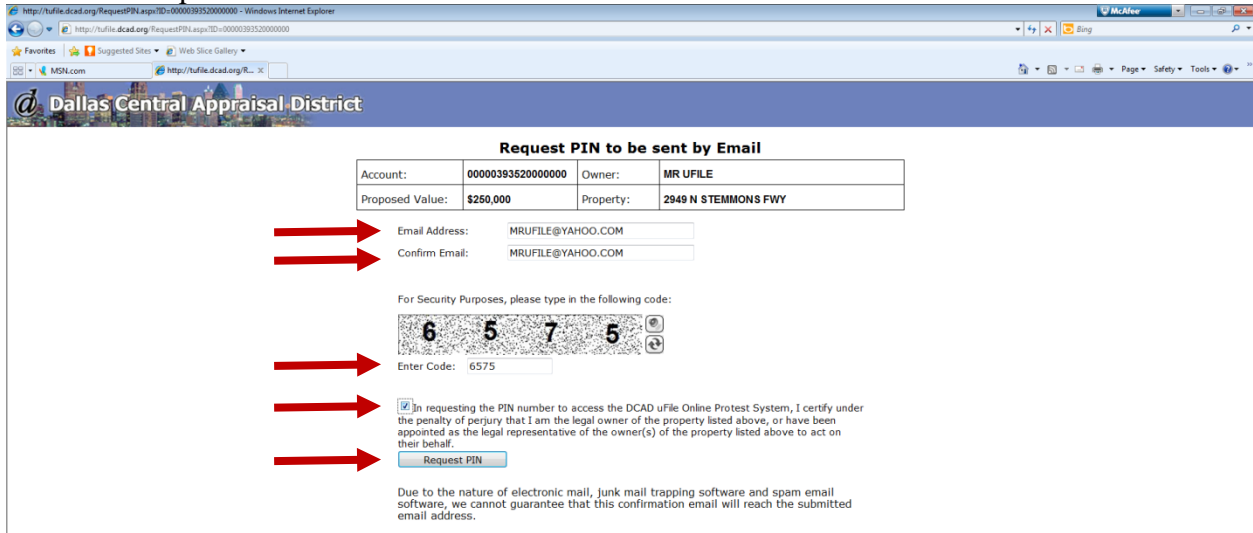 http://tufile.dcad.org/RequestPIN.aspx?ID=00000393520000000 - Windows Internet Explorer
McAfee
http://tufile.dcad.org/RequestPIN.aspx?ID=00000393520000000
Bing
Favorites Suggested Sites Web Slice Gallery
MSN.com http://tufile.dcad.org/R... X
Page Safety Tools
d Dallas Central Appraisal District
Request PIN to be sent by Email
Account: 00000393520000000 Owner: MR UFILE
Proposed Value: $250,000 Property: 2949 N STEMMONS FWY
Email Address: MRUFILE@YAHOO.COM
Confirm Email: MRUFILE@YAHOO.COM
For Security Purposes, please type in the following code:
6 5 7 5
Enter Code: 6575
In requesting the PIN number to access the DCAD uFile Online Protest System, I certify under
the penalty of perjury that I am the legal owner of the property listed above, or have been
appointed as the legal representative of the owner(s) of the property listed above to act on
their behalf.
Request PIN
Due to the nature of electronic mail, junk mail trapping software and spam email
software, we cannot guarantee that this confirmation email will reach the submitted
email address.